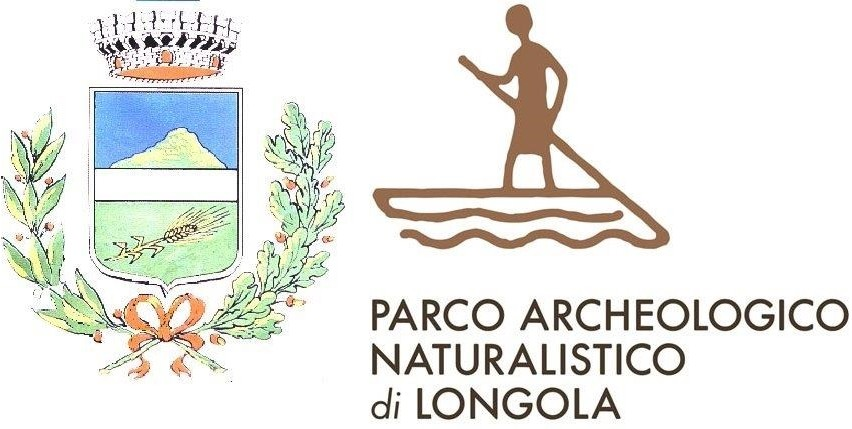 PARCO ARCHEOLOGICO
NATURALISTICO
di LONGOLA